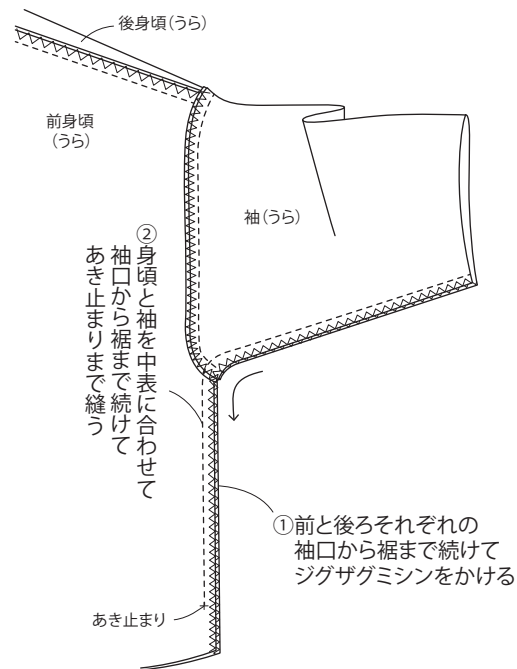 後身頃(うら)
前身頃
(うら)
袖(うら)
②身頃と袖を中表に合わせて
袖口から裾まで続けて
あき止まりまで縫う
①前と後ろそれぞれの
袖口から裾まで続けて
ジグザグミシンをかける
あき止まり